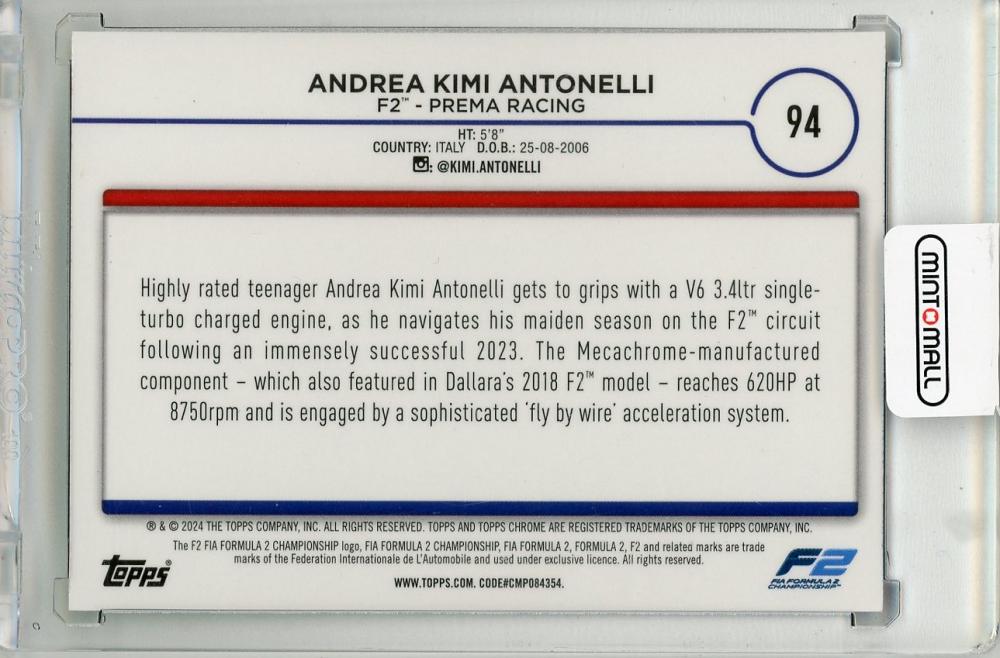 ANDREA KIMI ANTONELLI
F2™ - PREMA RACING
94
HT: 5'8"
COUNTRY: ITALY D.O.B.: 25-08-2006
: @KIMI.ANTONELLI
Highly rated teenager Andrea Kimi Antonelli gets to grips with a V6 3.4ltr single-
turbo charged engine, as he navigates his maiden season on the F2™ circuit
following an immensely successful 2023. The Mecachrome-manufactured
component – which also featured in Dallara's 2018 F2™ model – reaches 620HP at
8750rpm and is engaged by a sophisticated 'fly by wire' acceleration system.
® & © 2024 THE TOPPS COMPANY, INC. ALL RIGHTS RESERVED. TOPPS AND TOPPS CHROME ARE REGISTERED TRADEMARKS OF THE TOPPS COMPANY, INC.
The F2 FIA FORMULA 2 CHAMPIONSHIP logo, FIA FORMULA 2 CHAMPIONSHIP, FIA FORMULA 2, FORMULA 2, F2 and related marks are trade
marks of the Federation Internationale de L'Automobile and used under exclusive licence. All rights reserved.
WWW.TOPPS.COM. CODE#CMP084354.
topps
F2
FIA FORMULA 2
CHAMPIONSHIP™
MINTOMALL